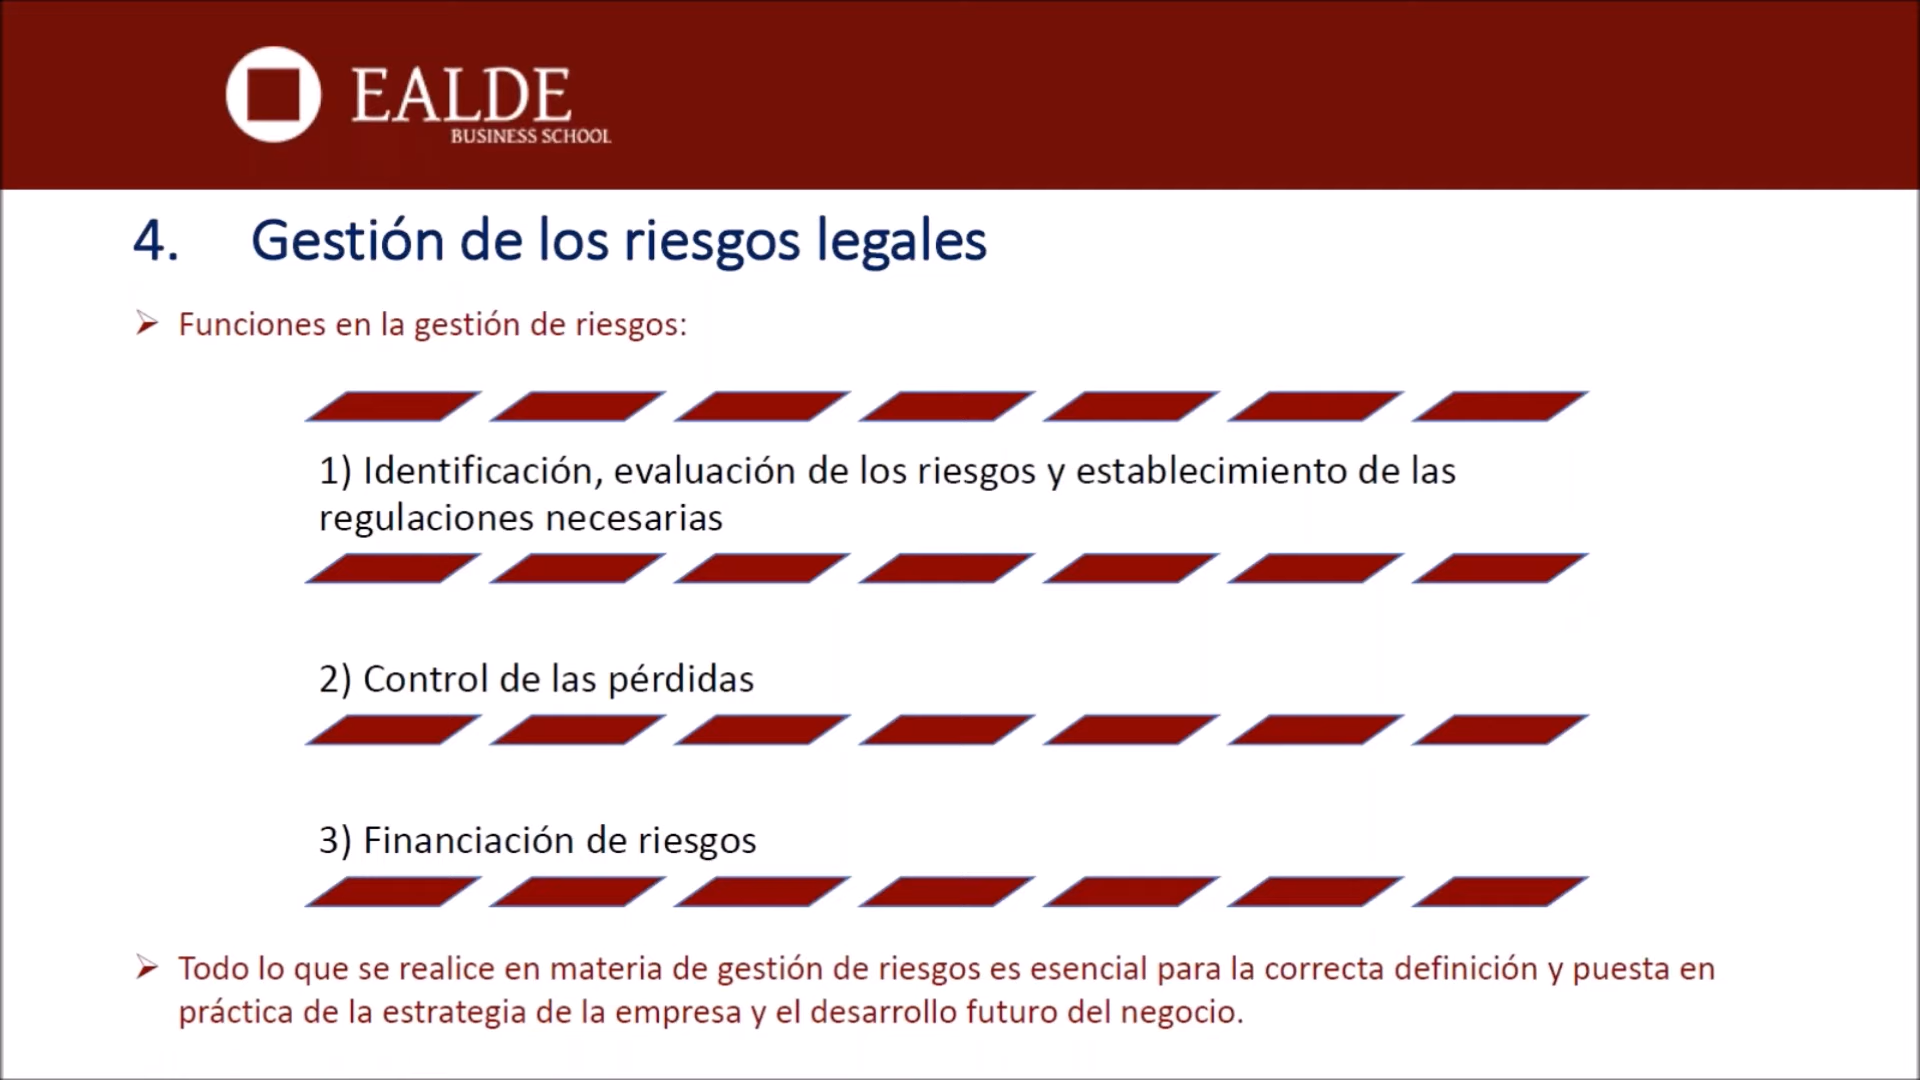 EALDE
BUSINESS SCHOOL
4. Gestión de los riesgos legales
Funciones en la gestión de riesgos:
1) Identificación, evaluación de los riesgos y establecimiento de las
regulaciones necesarias
2) Control de las pérdidas
3) Financiación de riesgos
Todo lo que se realice en materia de gestión de riesgos es esencial para la correcta definición y puesta en
práctica de la estrategia de la empresa y el desarrollo futuro del negocio.